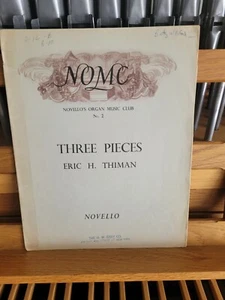 NOMC
NOVELLO'S ORGAN MUSIC CLUB
No. 2
THREE PIECES
ERIC H. THIMAN
NOVELLO